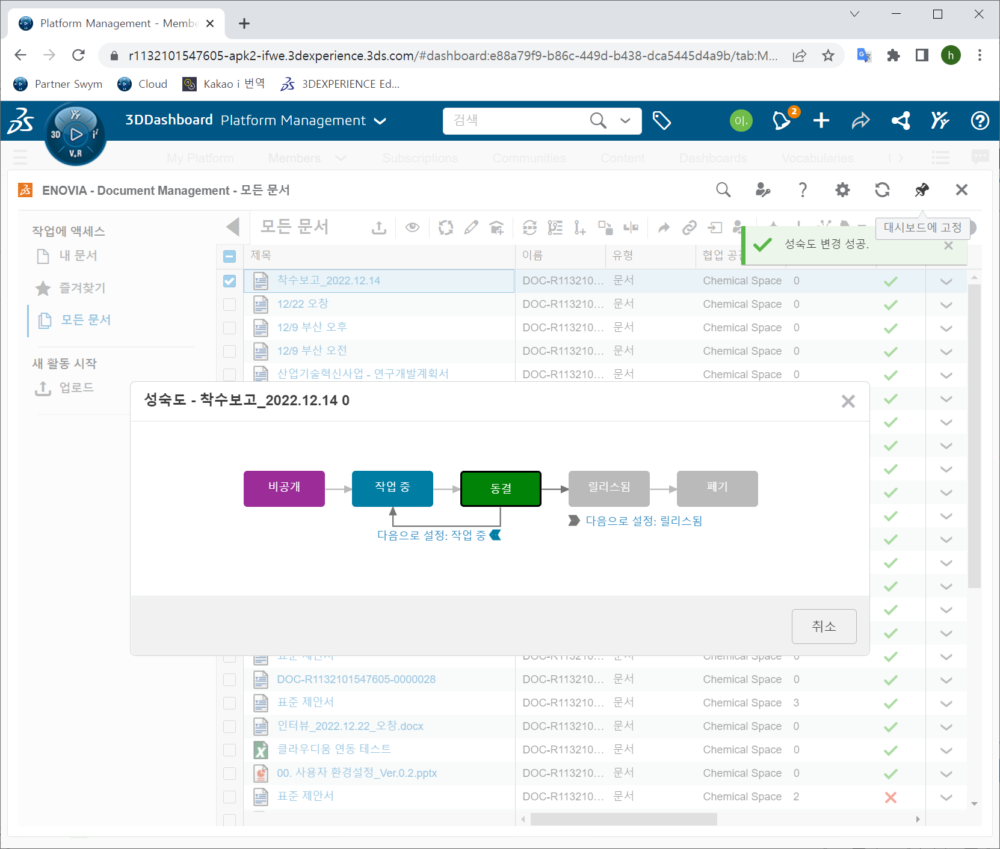 Platform Management - Membe
r1132101547605-apk2-ifwe.3dexperience.3ds.com/#dashboard:e88a79f9-b86c-449d-b438-dca5445d4a9b/tab:M...
h
Partner Swym
Cloud
Kakao i 번역
3DEXPERIENCE Ed...
3DDashboard Platform Management
검색
이.
2
3D
V.R
My Platform
Members
Subscriptions
Communities
Content
Dashboards
Vocabularies
ENOVIA - Document Management - 모든 문서
대시보드에 고정
작업에 액세스
내 문서
즐겨찾기
모든 문서
새 활동 시작
업로드
모든 문서
성숙도 변경 성공.
제목 이름 유형
착수보고_2022.12.14 DOC-R113210... 문서 Chemical Space 0
12/22 오창 DOC-R113210... 문서 Chemical Space 0
12/9 부산 오후 DOC-R113210... 문서 Chemical Space 0
12/9 부산 오전 DOC-R113210... 문서 Chemical Space 0
산업기술혁신사업 - 연구개발계획서 DOC-R113210... 문서 Chemical Space 0
성숙도 - 착수보고_2022.12.14 0
비공개
작업 중
동결
릴리스됨
폐기
다음으로 설정: 릴리스됨
다음으로 설정: 작업 중
취소
표준 제안서 DOC-R113210... 문서 Chemical Space 0
DOC-R1132101547605-0000028 DOC-R113210... 문서 Chemical Space 0
표준 제안서 DOC-R113210... 문서 Chemical Space 3
인터뷰_2022.12.22_오창.docx DOC-R113210... 문서 Chemical Space 0
클라우디움 연동 테스트 DOC-R113210... 문서 Chemical Space 0
00. 사용자 환경설정_Ver.0.2.pptx DOC-R113210... 문서 Chemical Space 0
표준 제안서 DOC-R113210... 문서 Chemical Space 2